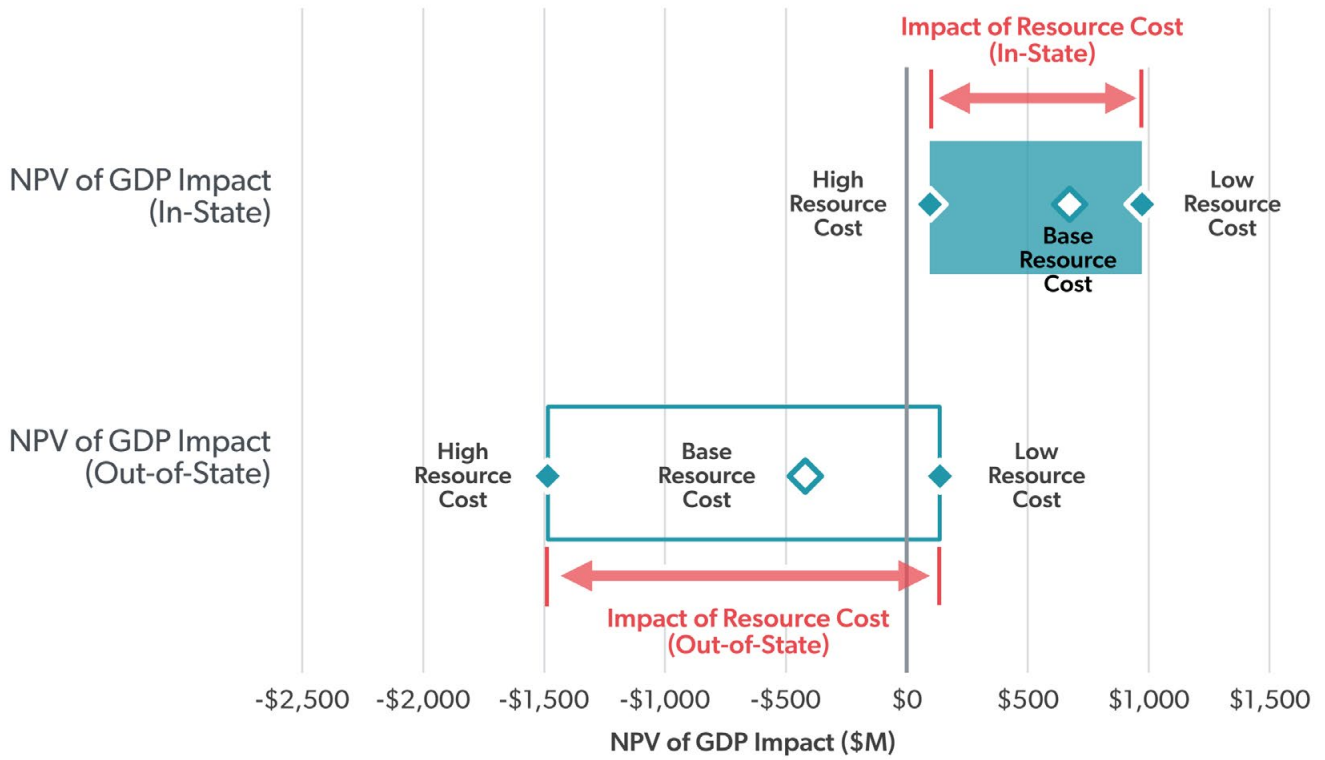 Impact of Resource Cost
(In-State)
NPV of GDP Impact
(In-State)
High
Resource
Cost
Base
Resource
Cost
Low
Resource
Cost
NPV of GDP Impact
(Out-of-State)
High
Resource
Cost
Base
Resource
Cost
Low
Resource
Cost
Impact of Resource Cost
(Out-of-State)
-$2,500 -$2,000 -$1,500 -$1,000 -$500 $0 $500 $1,000 $1,500
NPV of GDP Impact ($M)